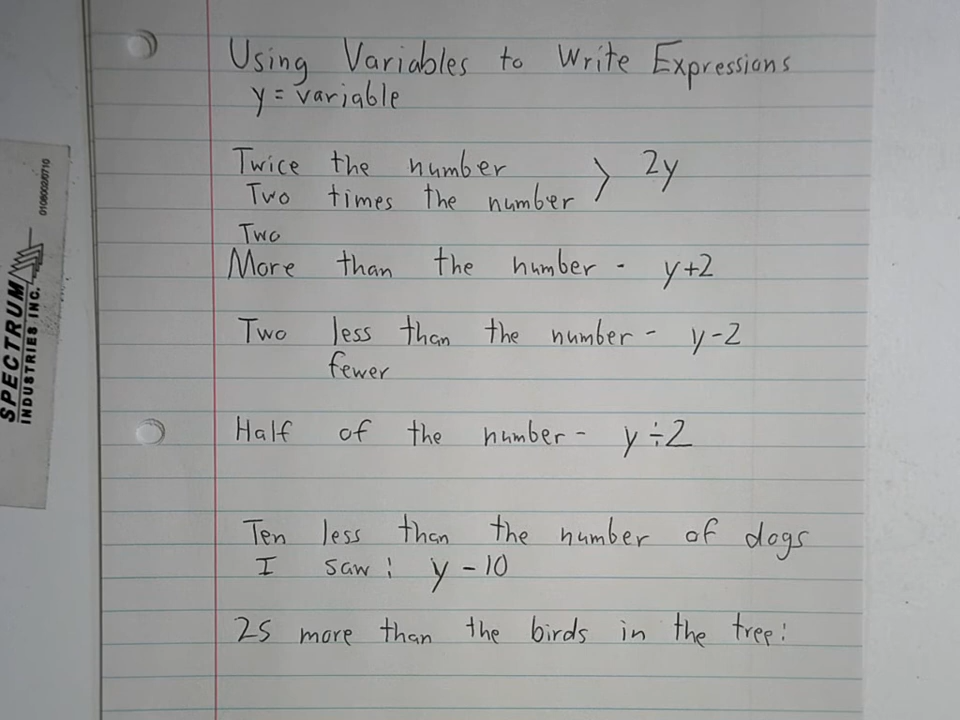 Using Variables to Write Expressions
y = variable
Twice the number > 2y
Two times the number
Two
More than the number - y+2
Two less than the number - y-2
fewer
Half of the number - y÷2
Ten less than the number of dogs
I saw: y - 10
25 more than the birds in the tree:
SPECTRUM
INDUSTRIES INC.
0108002/0710